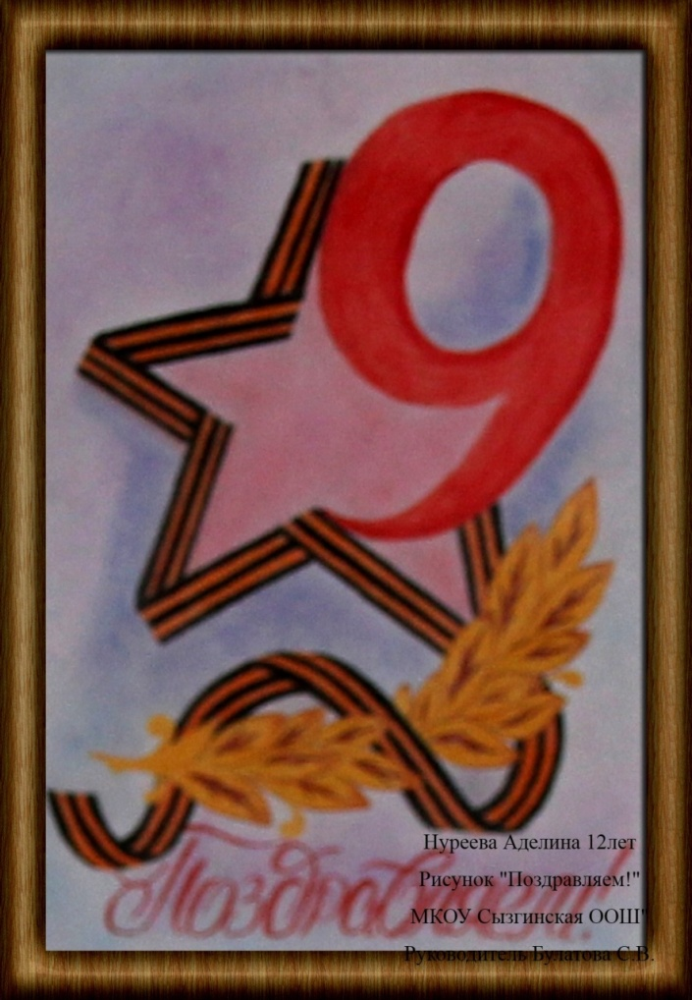 9
Поздравляем!
Нуреева Аделина 12лет
Рисунок "Поздравляем!"
МКОУ Сызгинская ООШ"
Руководитель Булатова С.В.